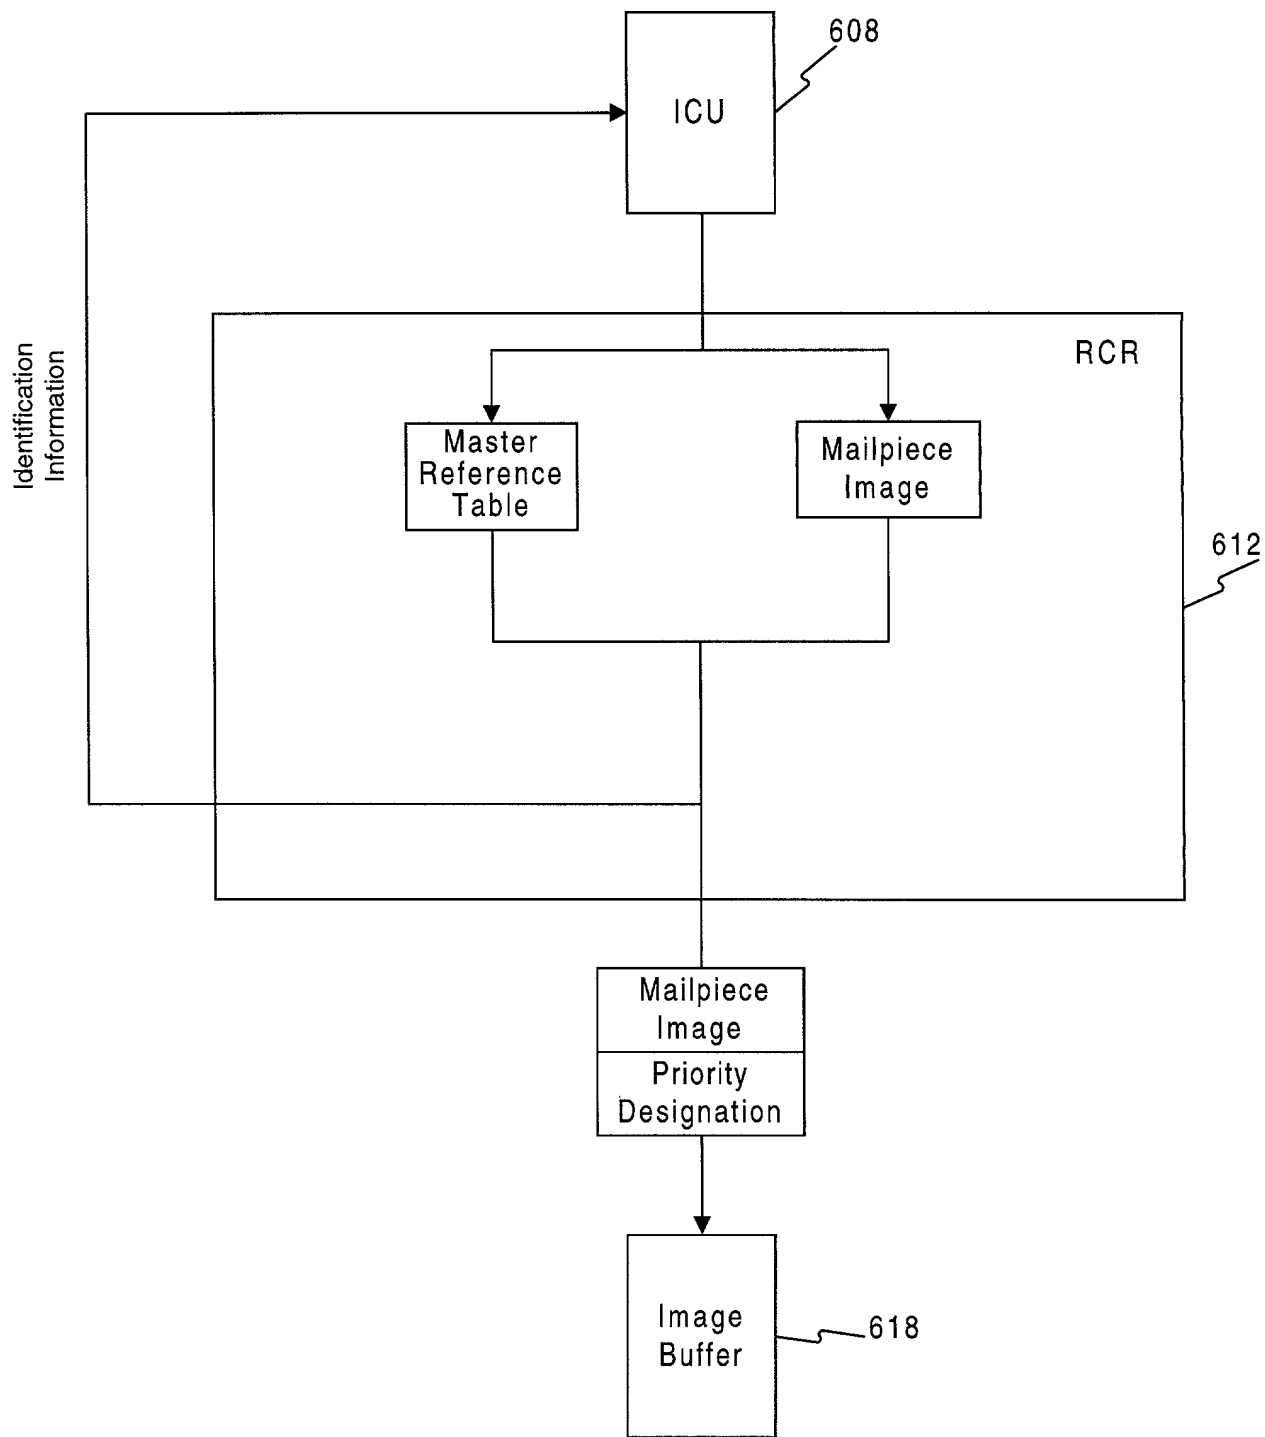 608
ICU
Identification
Information
RCR
Master
Reference
Table
Mailpiece
Image
612
Mailpiece
Image
Priority
Designation
Image
Buffer
618